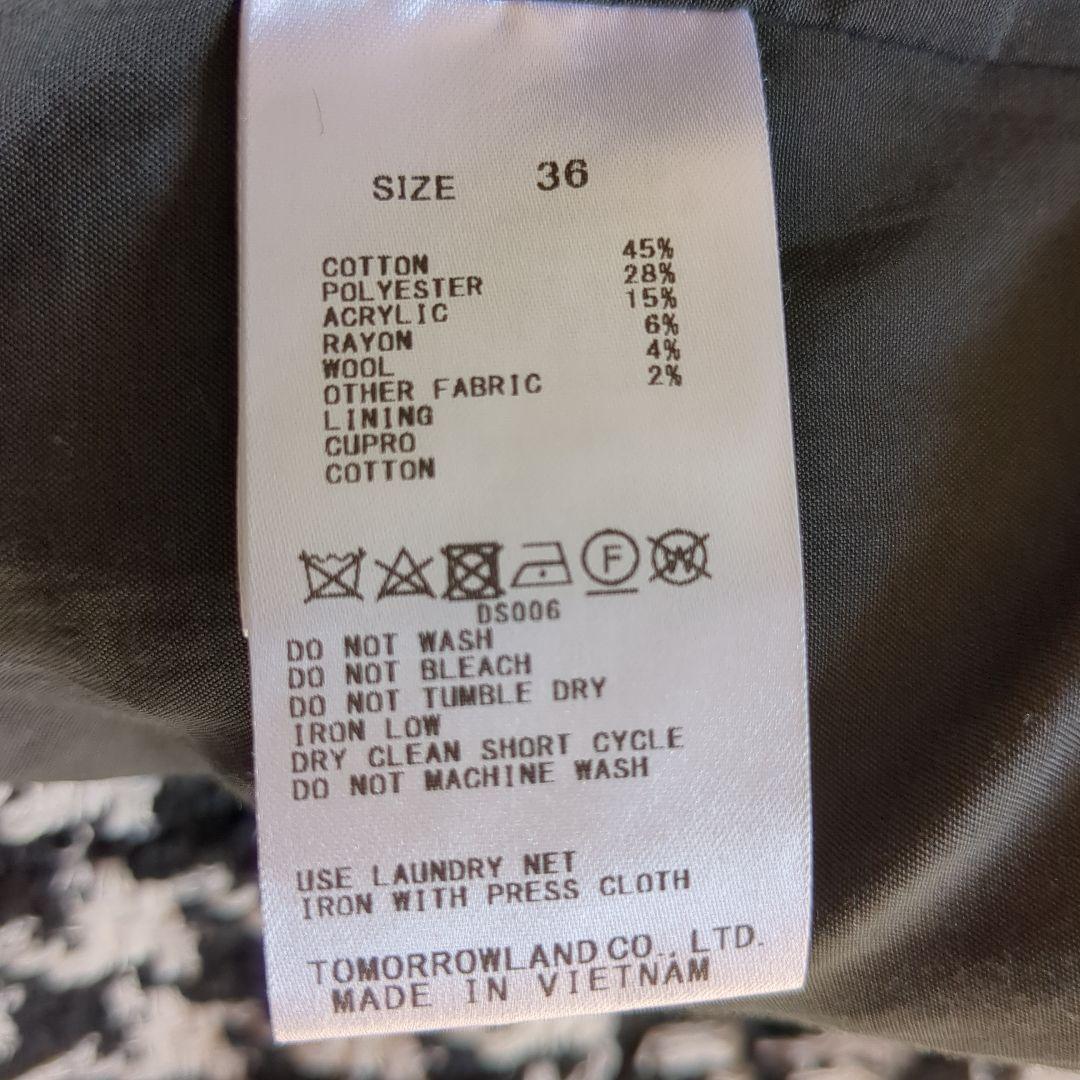 SIZE 36
COTTON 45%
POLYESTER 28%
ACRYLIC 15%
RAYON 6%
WOOL 4%
OTHER FABRIC 2%
LINING
CUPRO
COTTON
F W
DS006
DO NOT WASH
DO NOT BLEACH
DO NOT TUMBLE DRY
IRON LOW
DRY CLEAN SHORT CYCLE
DO NOT MACHINE WASH
USE LAUNDRY NET
IRON WITH PRESS CLOTH
TOMORROWLAND CO., LTD.
MADE IN VIETNAM